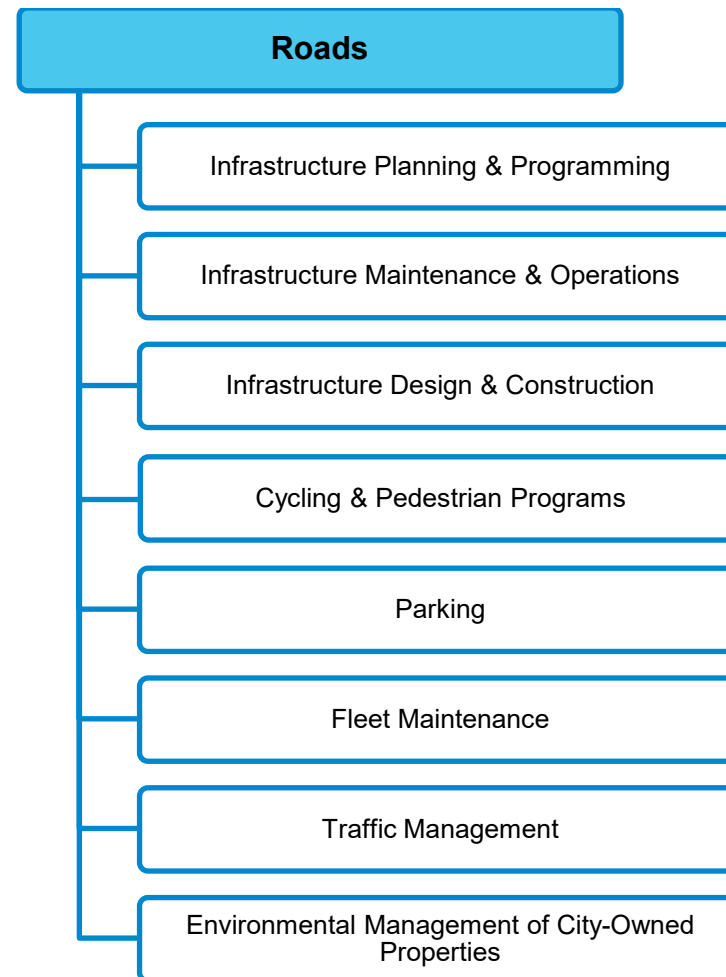 Roads
Infrastructure Planning & Programming
Infrastructure Maintenance & Operations
Infrastructure Design & Construction
Cycling & Pedestrian Programs
Parking
Fleet Maintenance
Traffic Management
Environmental Management of City-Owned
Properties